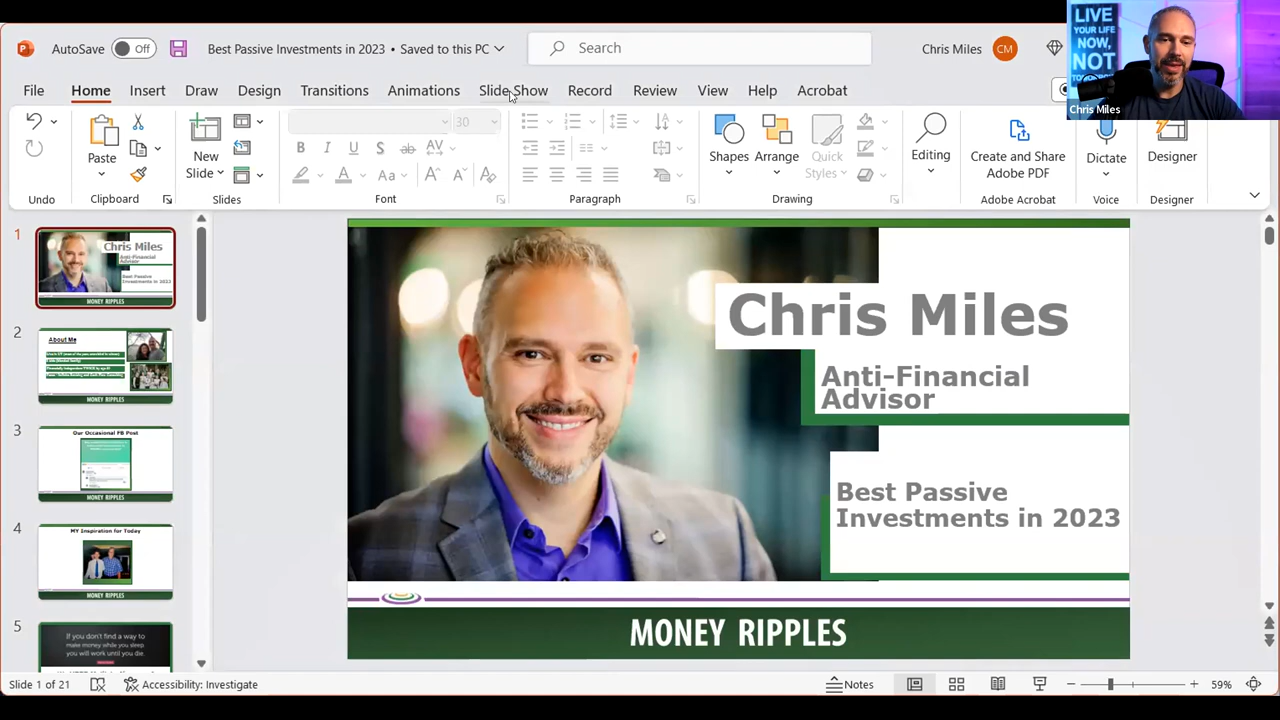 AutoSave
Off
Best Passive Investments in 2023 • Saved to this PC
Search
Chris Miles
CM
LIVE
YOUR LIFE
NOW,
NOT
Chris Miles
File
Home
Insert
Draw
Design
Transitions
Animations
Slide Show
Record
Review
View
Help
Acrobat
Undo
Paste
Clipboard
New
Slide
Slides
30
Font
Paragraph
Shapes
Arrange
Quick
Styles
Drawing
Editing
Create and Share
Adobe PDF
Adobe Acrobat
Dictate
Voice
Designer
Designer
1
Chris Miles
Anti-Financial
Advisor
Best Passive
Investments in 2023
MONEY RIPPLES
2
About Me
MONEY RIPPLES
3
Our Occasional FB Post
MONEY RIPPLES
4
MY Inspiration for Today
MONEY RIPPLES
5
If you don't find a way to
make money while you sleep
you will work until you die.
Chris Miles
Anti-Financial
Advisor
Best Passive
Investments in 2023
MONEY RIPPLES
Slide 1 of 21
Accessibility: Investigate
Notes
59%